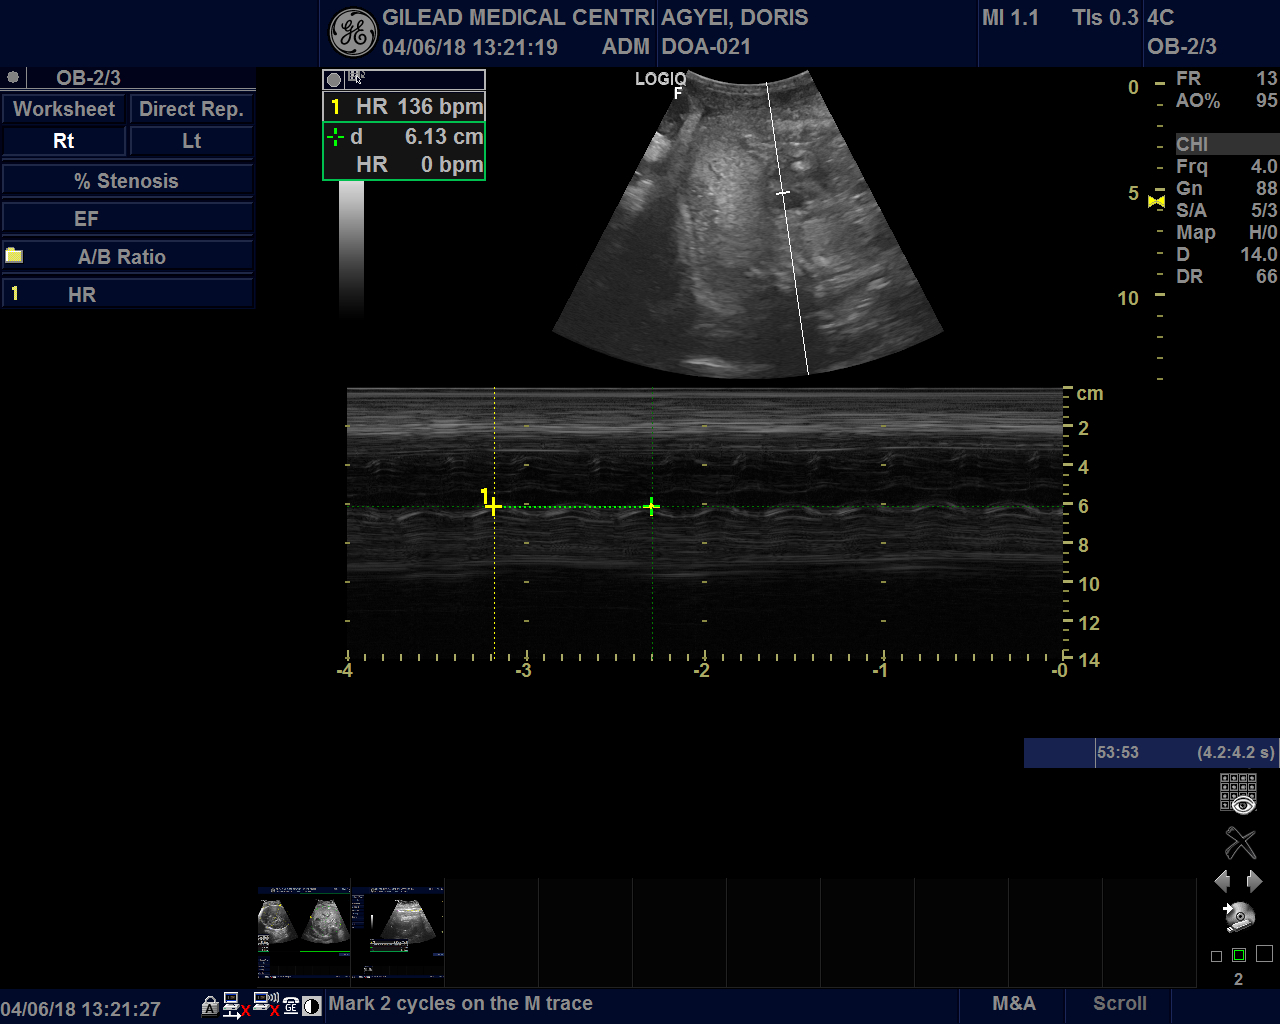 GILEAD MEDICAL CENTRI
AGYEI, DORIS
MI 1.1
TIs 0.3
4C
04/06/18 13:21:19
ADM
DOA-021
OB-2/3
OB-2/3
Worksheet
Direct Rep.
Rt
Lt
% Stenosis
EF
A/B Ratio
1 HR
1 HR 136 bpm
d 6.13 cm
HR 0 bpm
LOGIQ
F
0
5
10
FR 13
AO% 95
CHI
Frq 4.0
Gn 88
S/A 5/3
Map H/0
D 14.0
DR 66
1
cm
2
4
6
8
10
12
14
-4
-3
-2
-1
-0
53:53 (4.2:4.2 s)
2
04/06/18 13:21:27
Mark 2 cycles on the M trace
M&A
Scroll